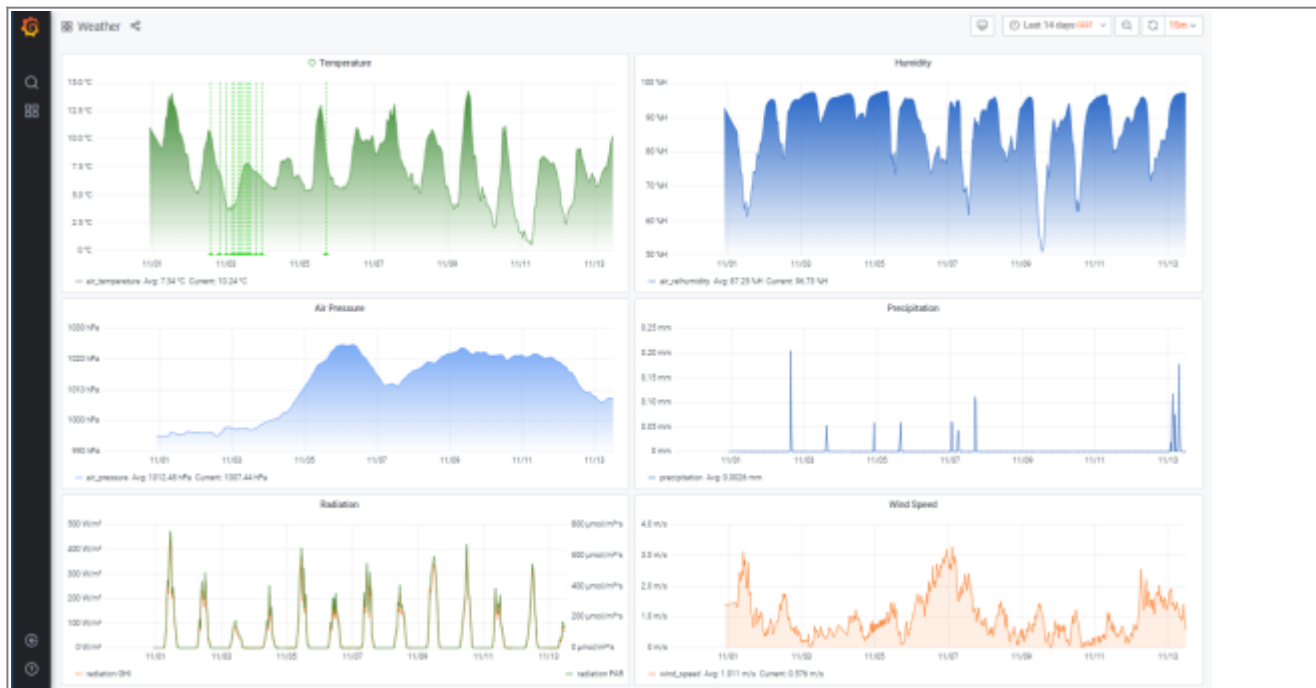 Weather
Last 14 days CEST
15m
Temperature
15.0 °C
12.5 °C
10.0 °C
7.5 °C
5.0 °C
2.5 °C
0 °C
11/01 11/03 11/05 11/07 11/09 11/11 11/13
air_temperature Avg: 7.54 °C Current: 10.24 °C
Humidity
100 %H
90 %H
80 %H
70 %H
60 %H
50 %H
11/01 11/03 11/05 11/07 11/09 11/11 11/13
air_relhumidity Avg: 87.25 %H Current: 96.73 %H
Air Pressure
1030 hPa
1020 hPa
1010 hPa
1000 hPa
990 hPa
11/01 11/03 11/05 11/07 11/09 11/11 11/13
air_pressure Avg: 1012.48 hPa Current: 1007.44 hPa
Precipitation
0.25 mm
0.20 mm
0.15 mm
0.10 mm
0.05 mm
0 mm
11/01 11/03 11/05 11/07 11/09 11/11 11/13
precipitation Avg: 0.0026 mm
Radiation
500 W/m²
400 W/m²
300 W/m²
200 W/m²
100 W/m²
0 W/m²
800 μmol/m²*s
600 μmol/m²*s
400 μmol/m²*s
200 μmol/m²*s
0 μmol/m²*s
11/01 11/03 11/05 11/07 11/09 11/11 11/13
radiation GHI
radiation PAR
Wind Speed
4.0 m/s
3.0 m/s
2.0 m/s
1.0 m/s
0 m/s
11/01 11/03 11/05 11/07 11/09 11/11 11/13
wind_speed Avg: 1.011 m/s Current: 0.576 m/s